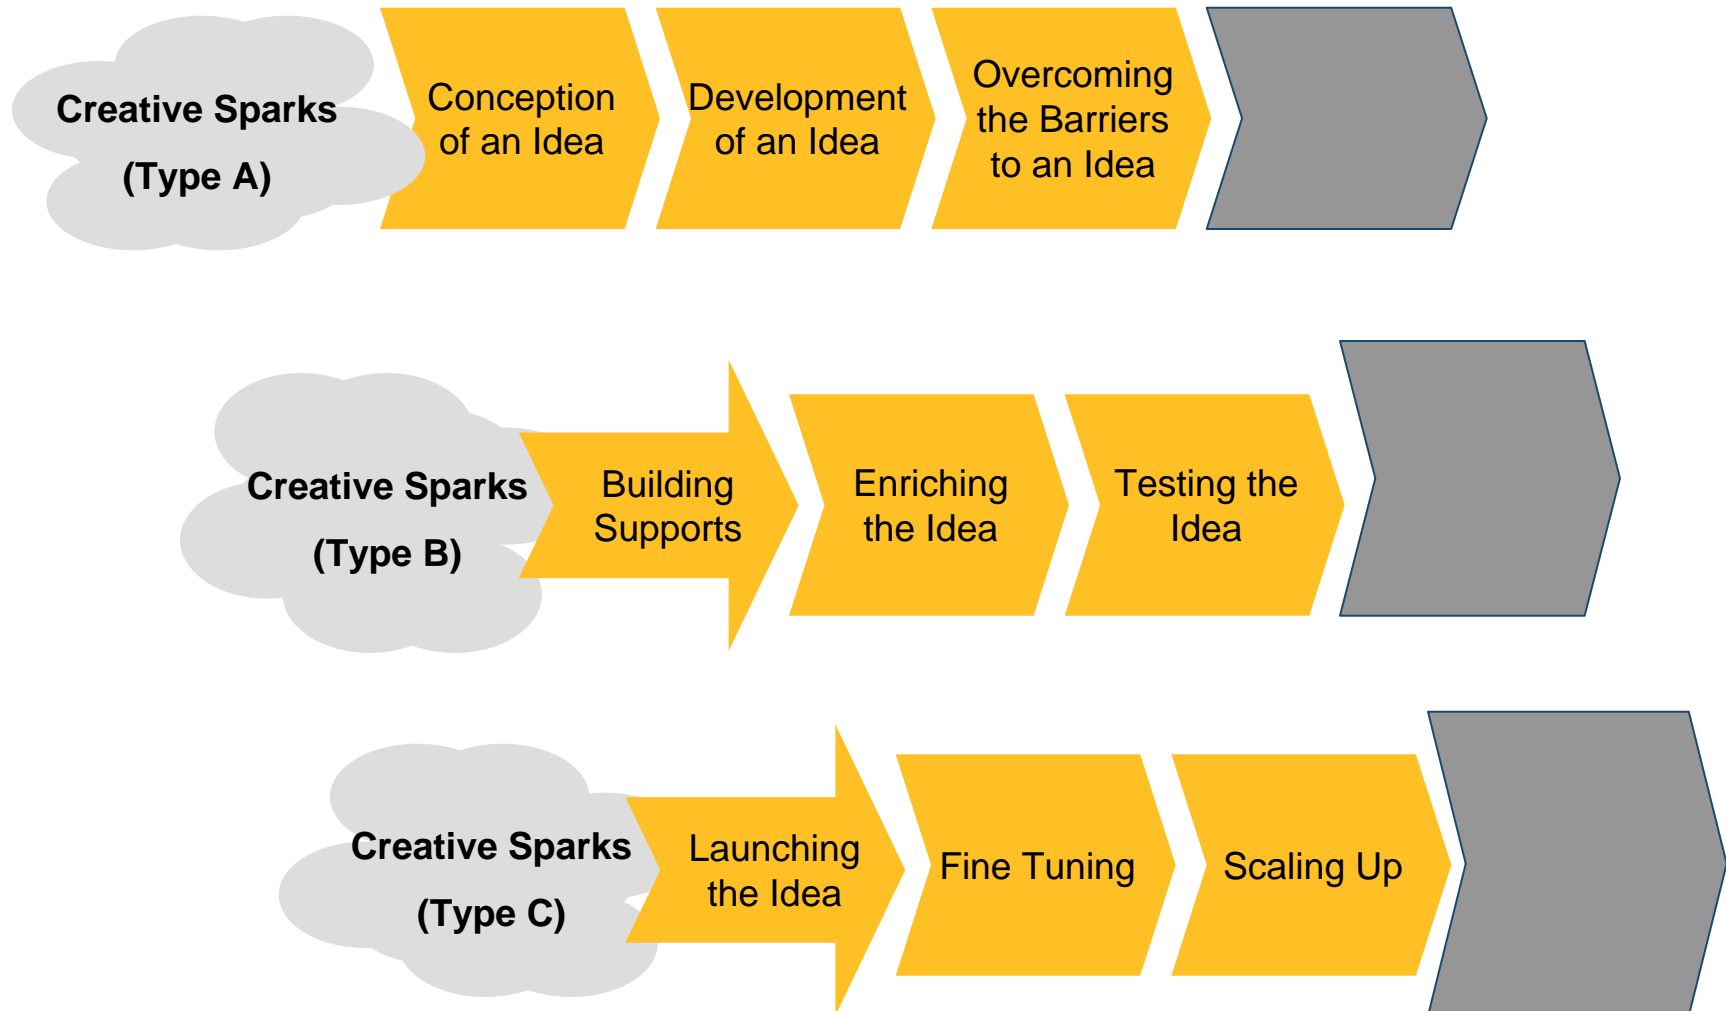 Creative Sparks
(Type A)
Conception
of an Idea
Development
of an Idea
Overcoming
the Barriers
to an Idea
Creative Sparks
(Type B)
Building
Supports
Enriching
the Idea
Testing the
Idea
Creative Sparks
(Type C)
Launching
the Idea
Fine Tuning
Scaling Up